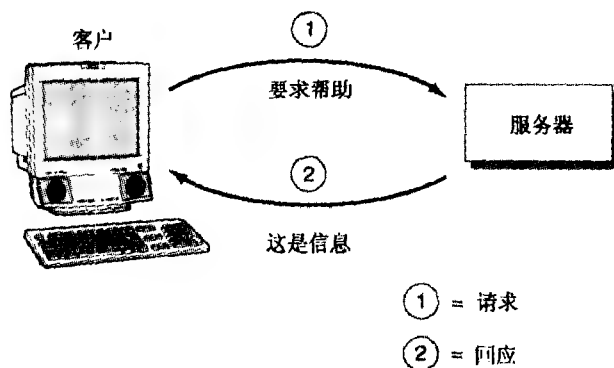 客户
①
要求帮助
服务器
②
这是信息
① = 请求
② = 回应